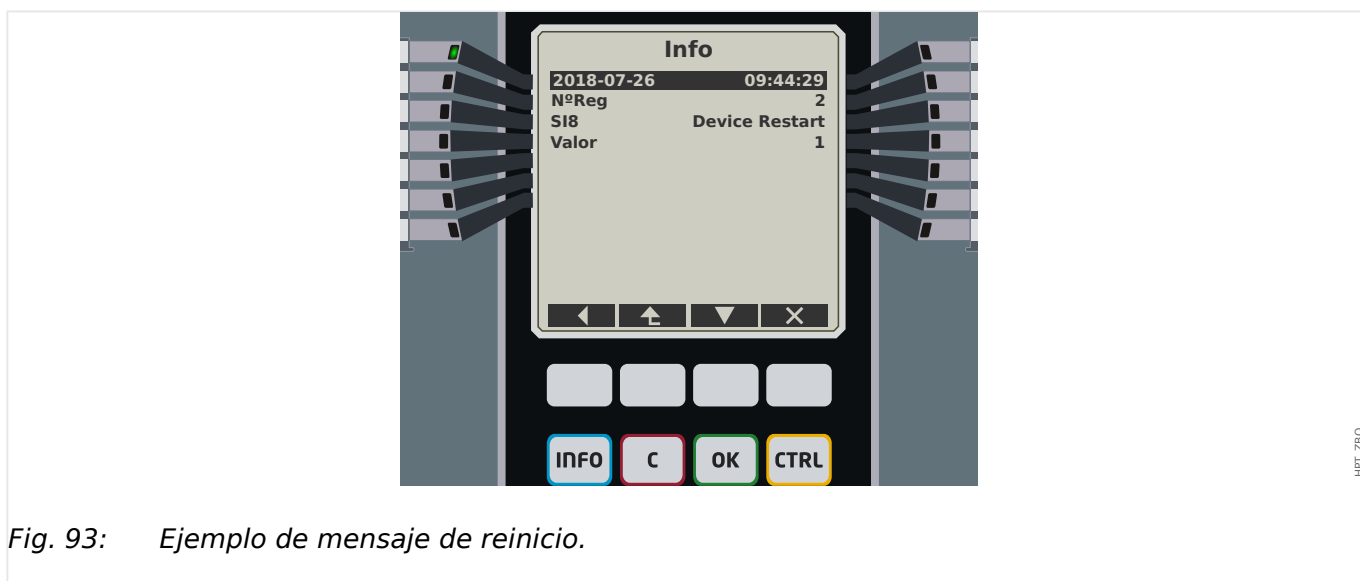 Info
2018-07-26 09:44:29
NºReg 2
SI8 Device Restart
Valor 1
INFO C OK CTRL
HPT_ZBO
Fig. 93: Ejemplo de mensaje de reinicio.